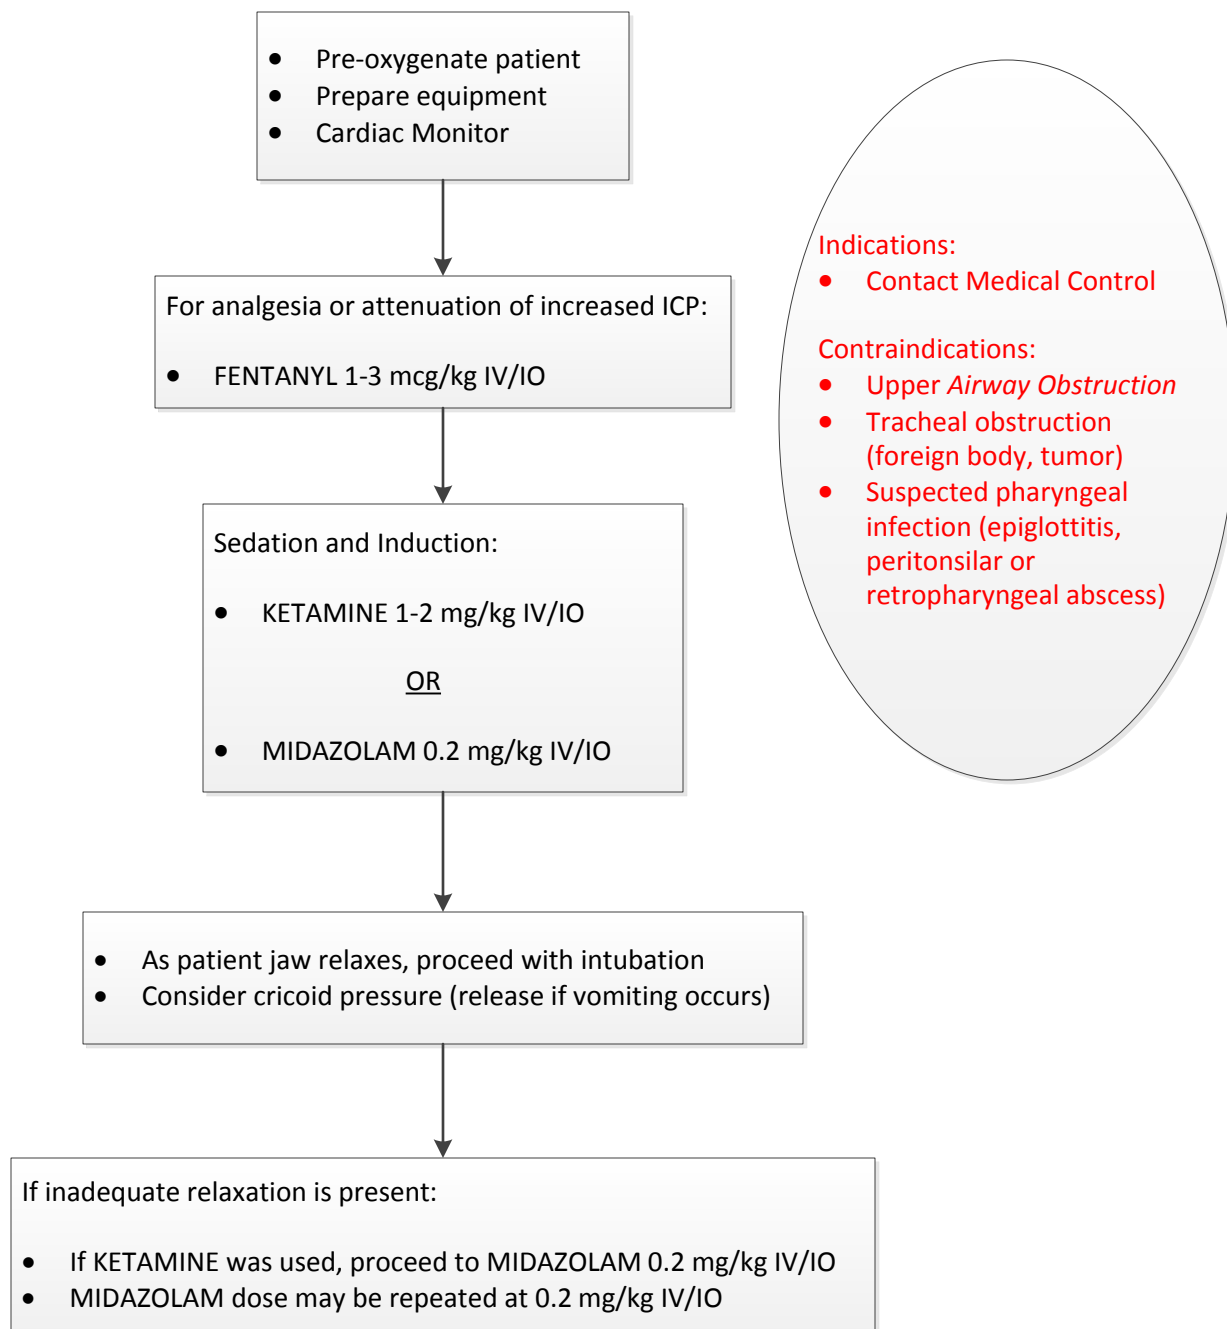 • Pre-oxygenate patient
• Prepare equipment
• Cardiac Monitor
For analgesia or attenuation of increased ICP:
• FENTANYL 1-3 mcg/kg IV/IO
Sedation and Induction:
• KETAMINE 1-2 mg/kg IV/IO
OR
• MIDAZOLAM 0.2 mg/kg IV/IO
• As patient jaw relaxes, proceed with intubation
• Consider cricoid pressure (release if vomiting occurs)
If inadequate relaxation is present:
• If KETAMINE was used, proceed to MIDAZOLAM 0.2 mg/kg IV/IO
• MIDAZOLAM dose may be repeated at 0.2 mg/kg IV/IO
Indications:
• Contact Medical Control
Contraindications:
• Upper Airway Obstruction
• Tracheal obstruction
(foreign body, tumor)
• Suspected pharyngeal
infection (epiglottitis,
peritonsilar or
retropharyngeal abscess)